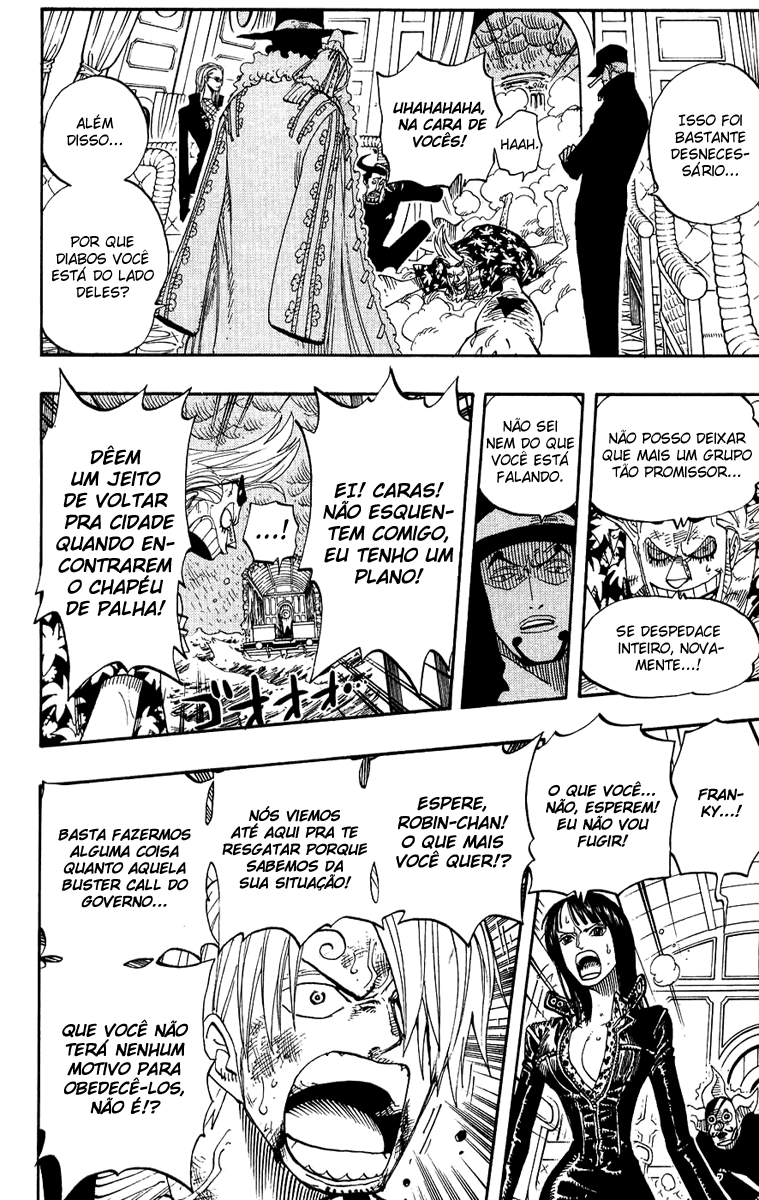 ISSO FOI
BASTANTE
DESNECES-
SÁRIO...
UHAHAHAHA,
NA CARA DE
VOCÊS!
HAAH.
ALÉM
DISSO...
POR QUE
DIABOS VOCÊ
ESTÁ DO LADO
DELES?
NÃO POSSO DEIXAR
QUE MAIS UM GRUPO
TÃO PROMISSOR...
SE DESPEDACE
INTEIRO, NOVA-
MENTE...!
NÃO SEI
NEM DO QUE
VOCÊ ESTÁ
FALANDO.
EI! CARAS!
NÃO ESQUEN-
TEM COMIGO,
EU TENHO UM
PLANO!
...!
DÊEM
UM JEITO
DE VOLTAR
PRA CIDADE
QUANDO EN-
CONTRAREM
O CHAPÉU
DE PALHA!
ゴオオオオ...
FRAN-
KY...!
O QUE VOCÊ...
NÃO, ESPEREM!
EU NÃO VOU
FUGIR!
ESPERE,
ROBIN-CHAN!
O QUE MAIS
VOCÊ QUER!?
NÓS VIEMOS
ATÉ AQUI PRA TE
RESGATAR PORQUE
SABEMOS DA
SUA SITUAÇÃO!
BASTA FAZERMOS
ALGUMA COISA
QUANTO AQUELA
BUSTER CALL DO
GOVERNO...
QUE VOCÊ NÃO
TERÁ NENHUM
MOTIVO PARA
OBEDECÊ-LOS,
NÃO É!?